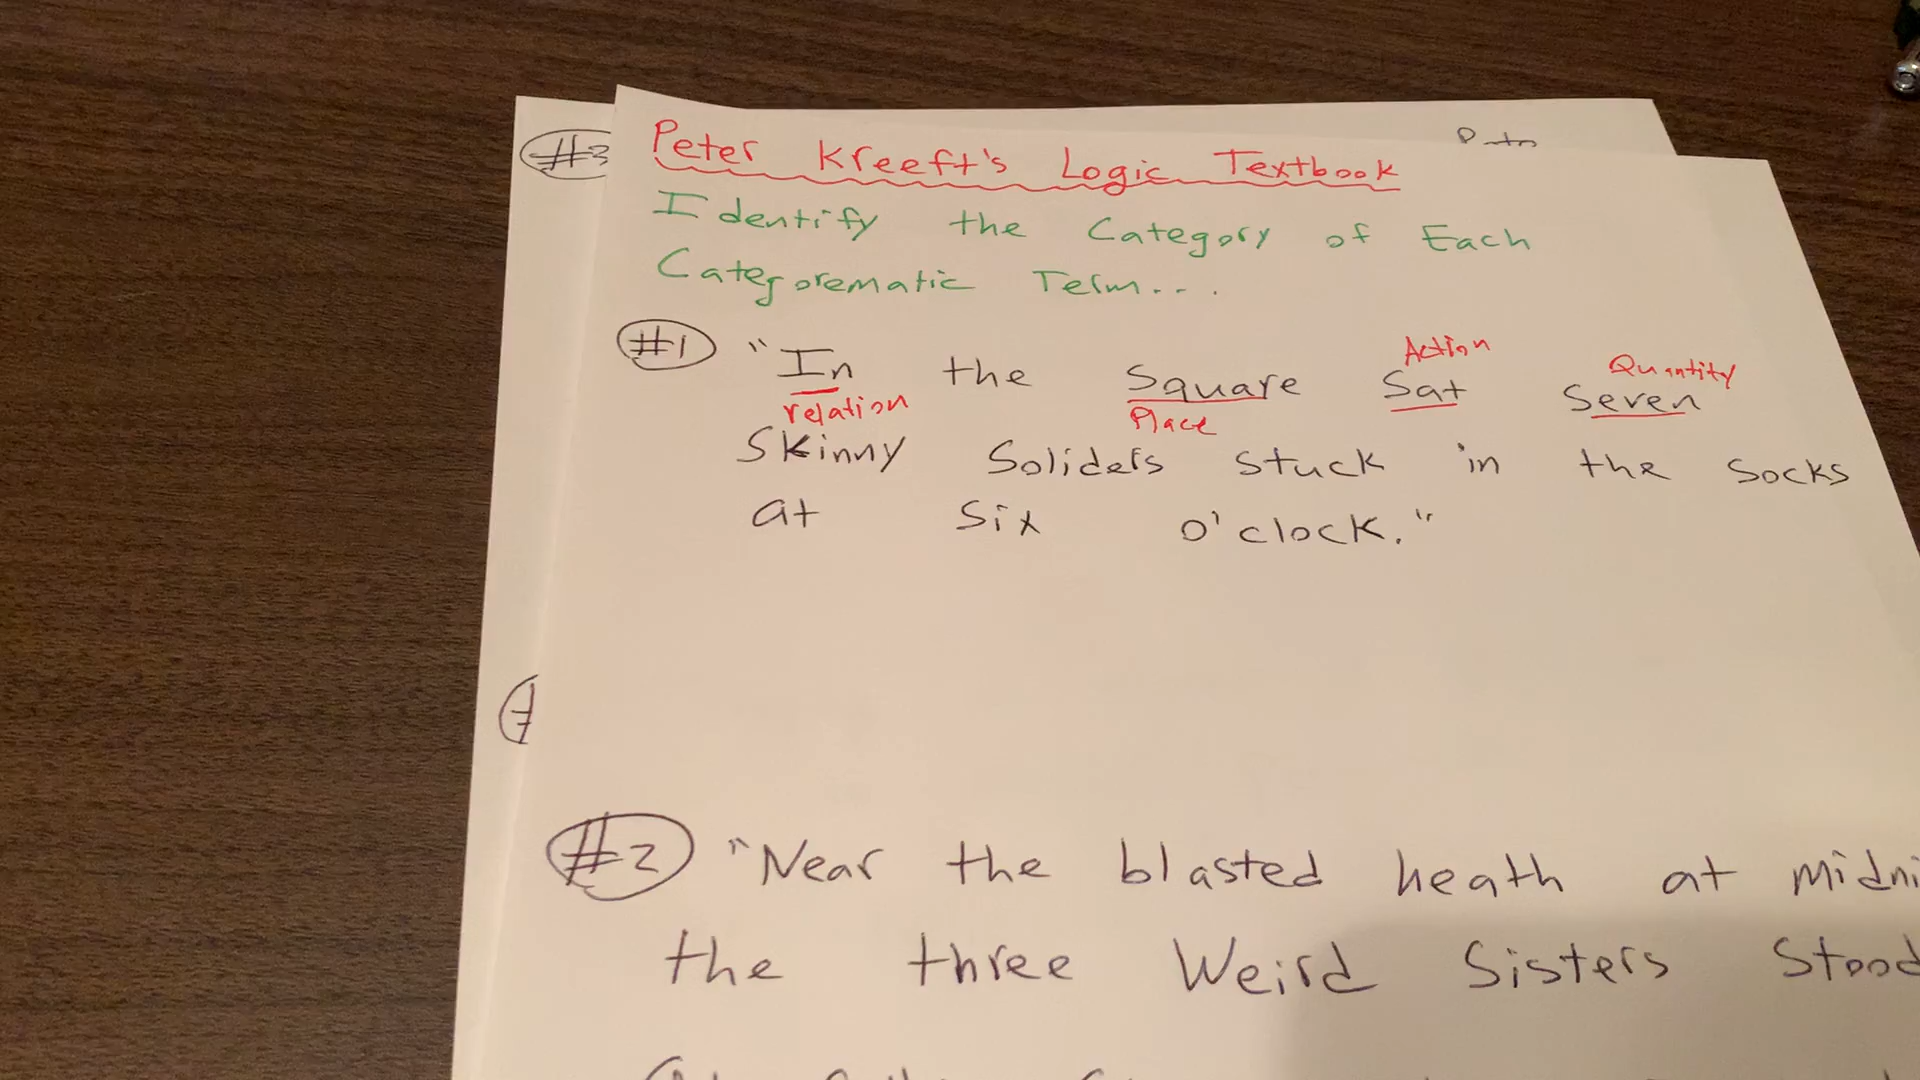 #3
Peter Kreeft's Logic Textbook
Identify the Category of Each
Categorematic Term...
Action Quantity
#1 "In the Square Sat Seven
relation Place
Skinny Soliders stuck in the socks
at six o'clock."
#2 "Near the blasted heath at
the three Weird Sisters Stood